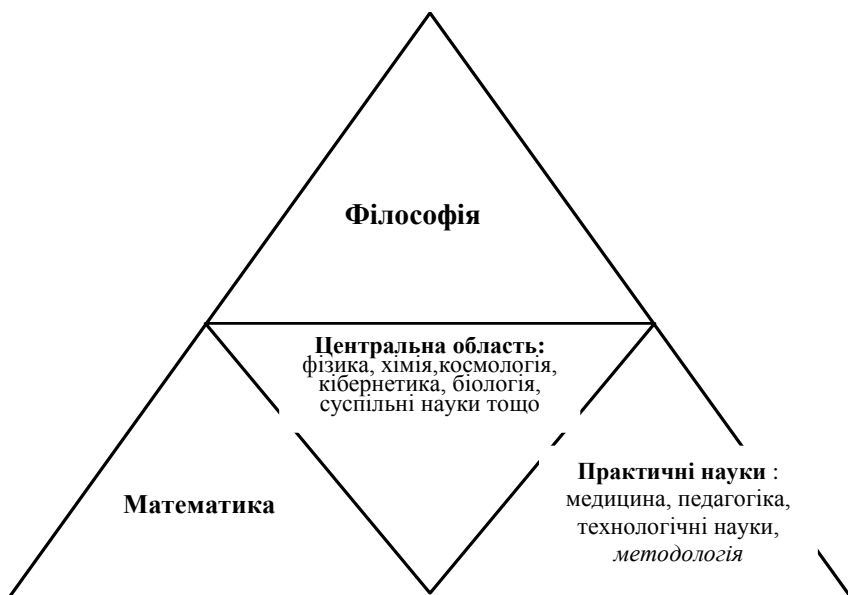 Філософія
Центральна область:
фізика, хімія,космологія,
кібернетика, біологія,
суспільні науки тощо
Математика
Практичні науки :
медицина, педагогіка,
технологічні науки,
методологія